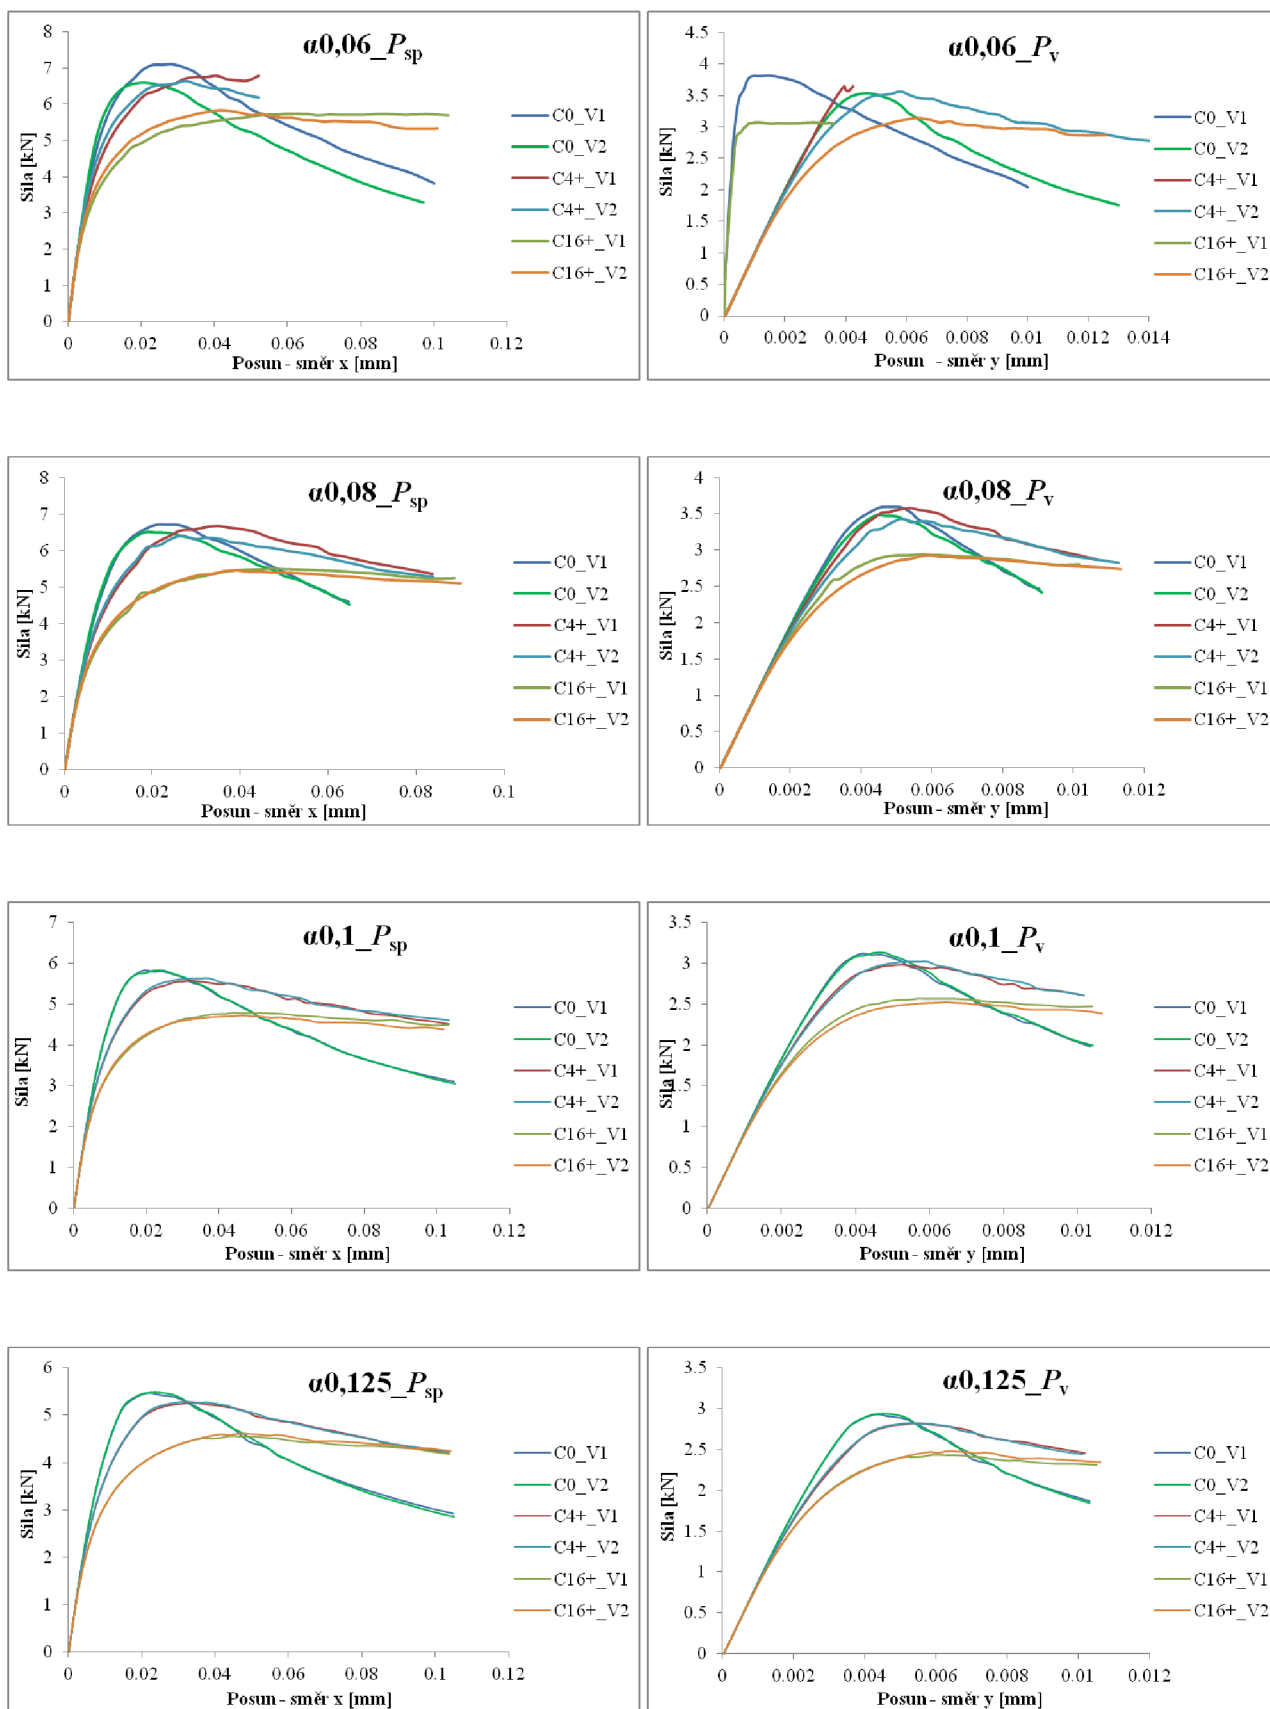 α0,06_Psp
Síla [kN]
8
7
6
5
4
3
2
1
0
0 0.02 0.04 0.06 0.08 0.1 0.12
Posun - směr x [mm]
C0_V1
C0_V2
C4+_V1
C4+_V2
C16+_V1
C16+_V2
α0,06_Pv
Síla [kN]
4.5
4
3.5
3
2.5
2
1.5
1
0.5
0
0 0.002 0.004 0.006 0.008 0.01 0.012 0.014
Posun - směr y [mm]
C0_V1
C0_V2
C4+_V1
C4+_V2
C16+_V1
C16+_V2
α0,08_Psp
Síla [kN]
8
7
6
5
4
3
2
1
0
0 0.02 0.04 0.06 0.08 0.1
Posun - směr x [mm]
C0_V1
C0_V2
C4+_V1
C4+_V2
C16+_V1
C16+_V2
α0,08_Pv
Síla [kN]
4
3.5
3
2.5
2
1.5
1
0.5
0
0 0.002 0.004 0.006 0.008 0.01 0.012
Posun - směr y [mm]
C0_V1
C0_V2
C4+_V1
C4+_V2
C16+_V1
C16+_V2
α0,1_Psp
Síla [kN]
7
6
5
4
3
2
1
0
0 0.02 0.04 0.06 0.08 0.1 0.12
Posun - směr x [mm]
C0_V1
C0_V2
C4+_V1
C4+_V2
C16+_V1
C16+_V2
α0,1_Pv
Síla [kN]
3.5
3
2.5
2
1.5
1
0.5
0
0 0.002 0.004 0.006 0.008 0.01 0.012
Posun - směr y [mm]
C0_V1
C0_V2
C4+_V1
C4+_V2
C16+_V1
C16+_V2
α0,125_Psp
Síla [kN]
6
5
4
3
2
1
0
0 0.02 0.04 0.06 0.08 0.1 0.12
Posun - směr x [mm]
C0_V1
C0_V2
C4+_V1
C4+_V2
C16+_V1
C16+_V2
α0,125_Pv
Síla [kN]
3.5
3
2.5
2
1.5
1
0.5
0
0 0.002 0.004 0.006 0.008 0.01 0.012
Posun - směr y [mm]
C0_V1
C0_V2
C4+_V1
C4+_V2
C16+_V1
C16+_V2